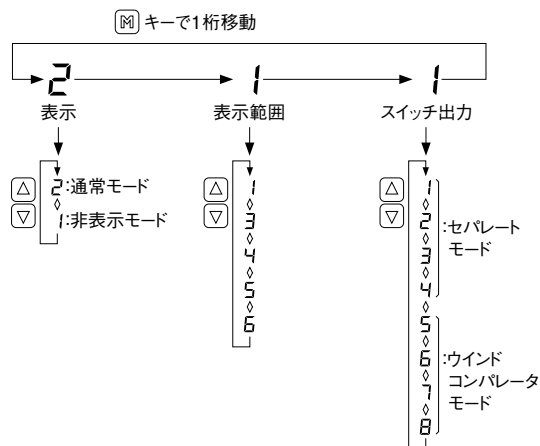 M キーで1桁移動
2 1 1
表示 表示範囲 スイッチ出力
2:通常モード
1:非表示モード
1
3
4
5
6
1
2
3
4
:セパレート
モード
5
6
7
8
:ウインド
コンパレータ
モード